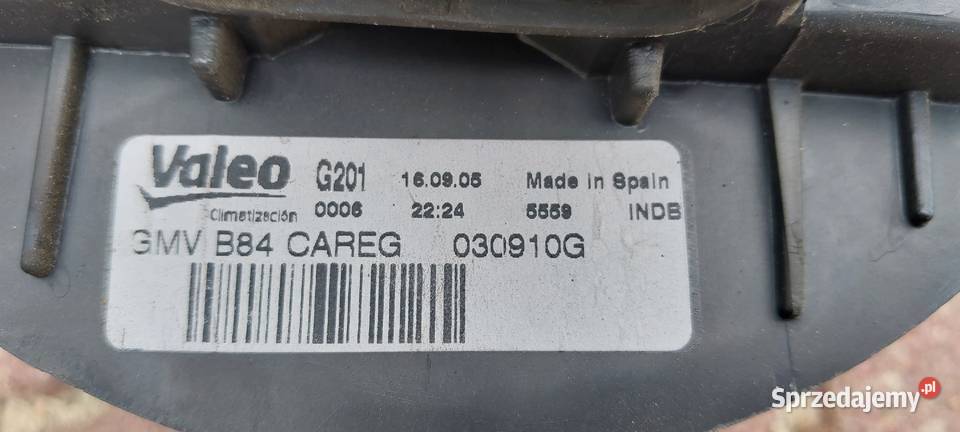 Valeo G201 16.09.05 Made in Spain
Climatización 0006 22:24 5559 INDB
GMV B84 CAREG 030910G
Sprzedajemy.pl